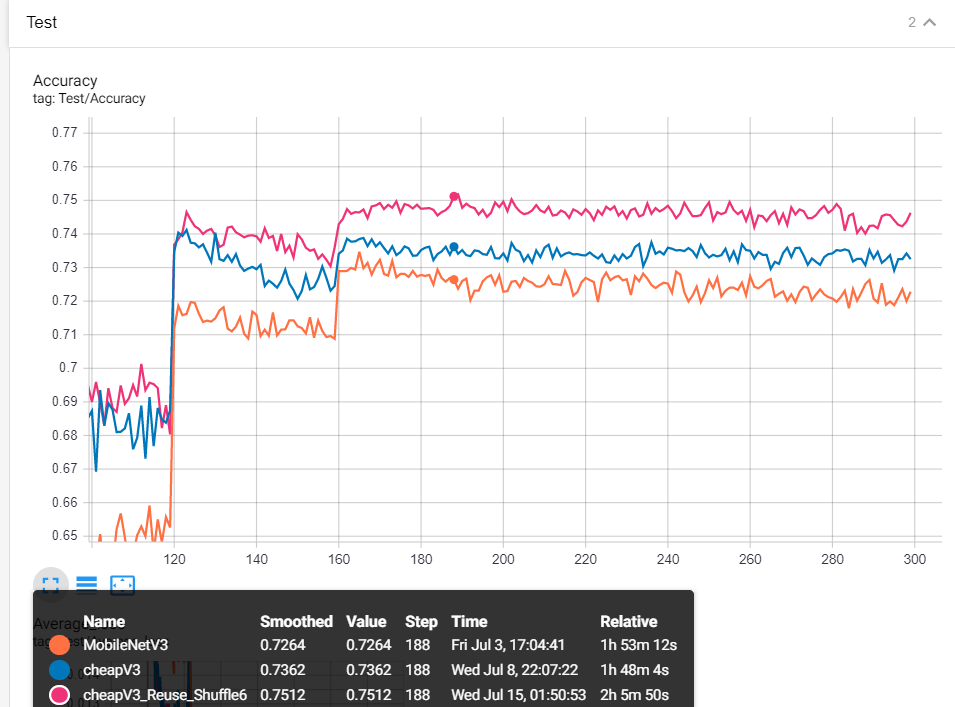 Test 2
Accuracy
tag: Test/Accuracy
0.77
0.76
0.75
0.74
0.73
0.72
0.71
0.7
0.69
0.68
0.67
0.66
0.65
120 140 160 180 200 220 240 260 280 300
Name Smoothed Value Step Time Relative
MobileNetV3 0.7264 0.7264 188 Fri Jul 3, 17:04:41 1h 53m 12s
cheapV3 0.7362 0.7362 188 Wed Jul 8, 22:07:22 1h 48m 4s
cheapV3_Reuse_Shuffle6 0.7512 0.7512 188 Wed Jul 15, 01:50:53 2h 5m 50s